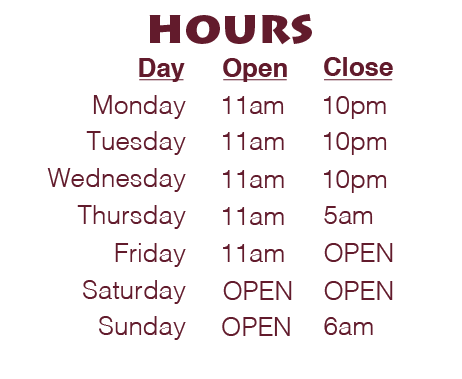 HOURS
Day Open Close
Monday 11am 10pm
Tuesday 11am 10pm
Wednesday 11am 10pm
Thursday 11am 5am
Friday 11am OPEN
Saturday OPEN OPEN
Sunday OPEN 6am